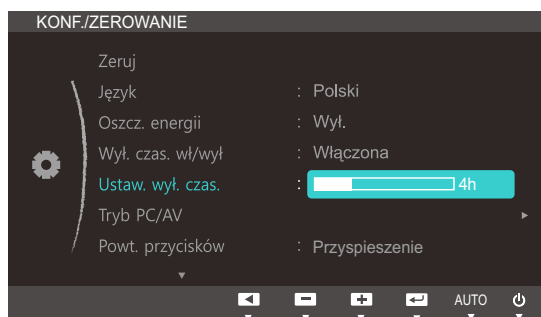 KONF./ZEROWANIE
Zeruj
Język : Polski
Oszcz. energii : Wył.
Wył. czas. wł/wył : Włączona
Ustaw. wył. czas. : 4h
Tryb PC/AV
Powt. przycisków : Przyspieszenie
AUTO